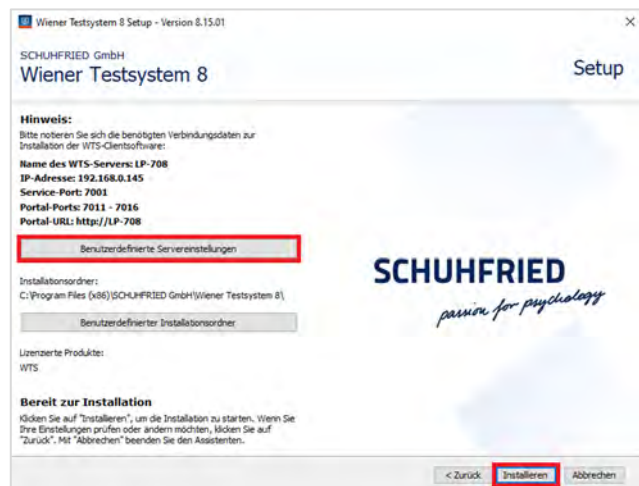 Wiener Testsystem 8 Setup - Version 8.15.01
SCHUHFRIED GmbH
Wiener Testsystem 8
Setup
Hinweis:
Bitte notieren Sie sich die benötigten Verbindungsdaten zur
Installation der WTS-Clientsoftware:
Name des WTS-Servers: LP-708
IP-Adresse: 192.168.0.145
Service-Port: 7001
Portal-Ports: 7011 - 7016
Portal-URL: http://LP-708
Benutzerdefinierte Servereinstellungen
Installationsordner:
C:\Program Files (x86)\SCHUHFRIED GmbH\Wiener Testsystem 8\
Benutzerdefinierter Installationsordner
Lizenzierte Produkte:
WTS
Bereit zur Installation
Klicken Sie auf "Installieren", um die Installation zu starten. Wenn Sie
Ihre Einstellungen prüfen oder ändern möchten, klicken Sie auf
"Zurück". Mit "Abbrechen" beenden Sie den Assistenten.
SCHUHFRIED
passion for psychology
< Zurück
Installieren
Abbrechen